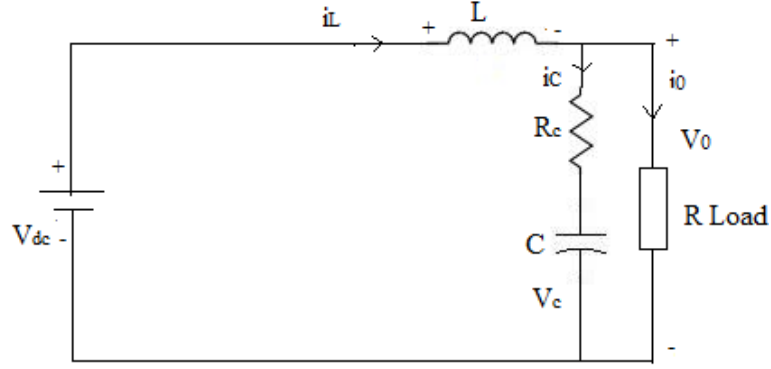 iL
+ L -
+
iC
i0
Rc
V0
+
Vdc -
R Load
C
Vc
-